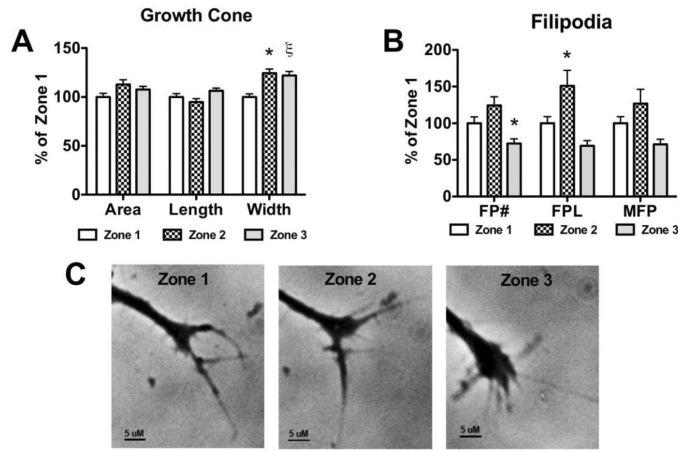 Growth Cone
A
% of Zone 1
150
100
50
0
* ξ
Area Length Width
Zone 1 Zone 2 Zone 3
Filipodia
B
% of Zone 1
200
150
100
50
0
* *
FP# FPL MFP
Zone 1 Zone 2 Zone 3
C
Zone 1 Zone 2 Zone 3
5 uM 5 uM 5 uM